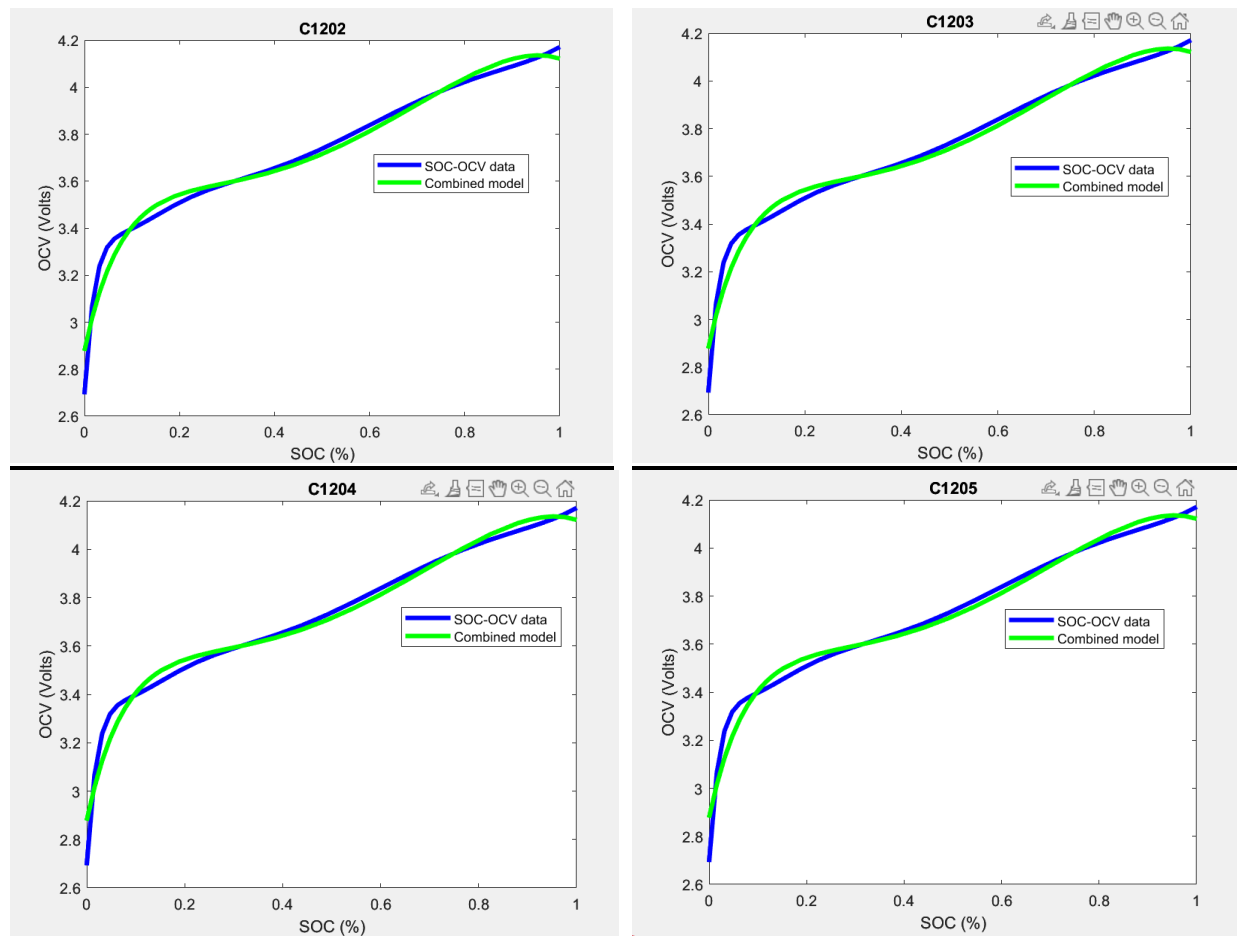 C1202
4.2
4
3.8
3.6
3.4
3.2
3
2.8
2.6
OCV (Volts)
SOC-OCV data
Combined model
0 0.2 0.4 0.6 0.8 1
SOC (%)
C1203
4.2
4
3.8
3.6
3.4
3.2
3
2.8
2.6
OCV (Volts)
SOC-OCV data
Combined model
0 0.2 0.4 0.6 0.8 1
SOC (%)
C1204
4.2
4
3.8
3.6
3.4
3.2
3
2.8
2.6
OCV (Volts)
SOC-OCV data
Combined model
0 0.2 0.4 0.6 0.8 1
SOC (%)
C1205
4.2
4
3.8
3.6
3.4
3.2
3
2.8
2.6
OCV (Volts)
SOC-OCV data
Combined model
0 0.2 0.4 0.6 0.8 1
SOC (%)